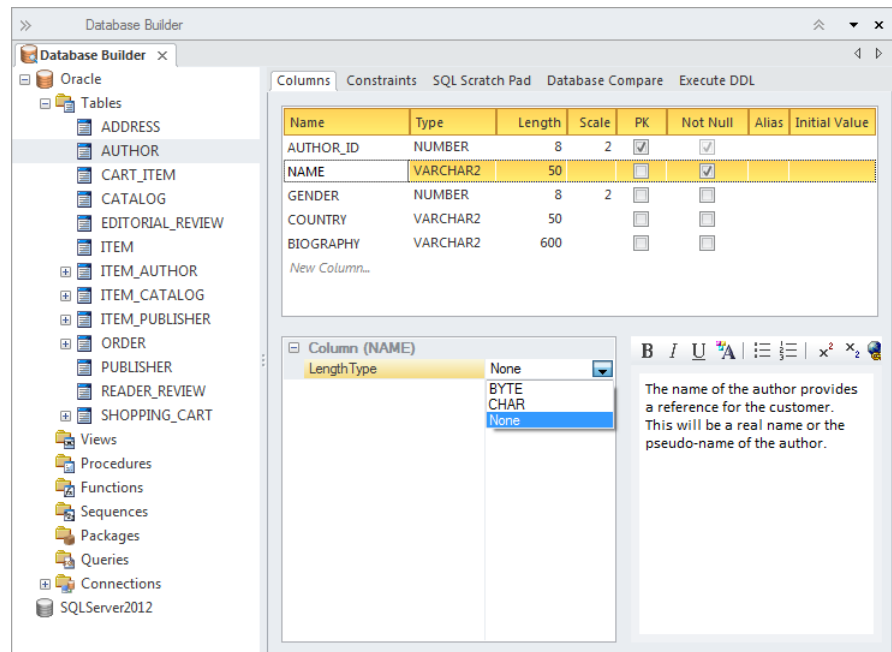 Database Builder
Database Builder
Oracle
Tables
ADDRESS
AUTHOR
CART_ITEM
CATALOG
EDITORIAL_REVIEW
ITEM
ITEM_AUTHOR
ITEM_CATALOG
ITEM_PUBLISHER
ORDER
PUBLISHER
READER_REVIEW
SHOPPING_CART
Views
Procedures
Functions
Sequences
Packages
Queries
Connections
SQLServer2012
Columns Constraints SQL Scratch Pad Database Compare Execute DDL
Name Type Length Scale PK Not Null Alias Initial Value
AUTHOR_ID NUMBER 8 2
NAME VARCHAR2 50
GENDER NUMBER 8 2
COUNTRY VARCHAR2 50
BIOGRAPHY VARCHAR2 600
New Column...
Column (NAME)
LengthType None
BYTE
CHAR
None
B I U A x² x₂
The name of the author provides
a reference for the customer.
This will be a real name or the
pseudo-name of the author.